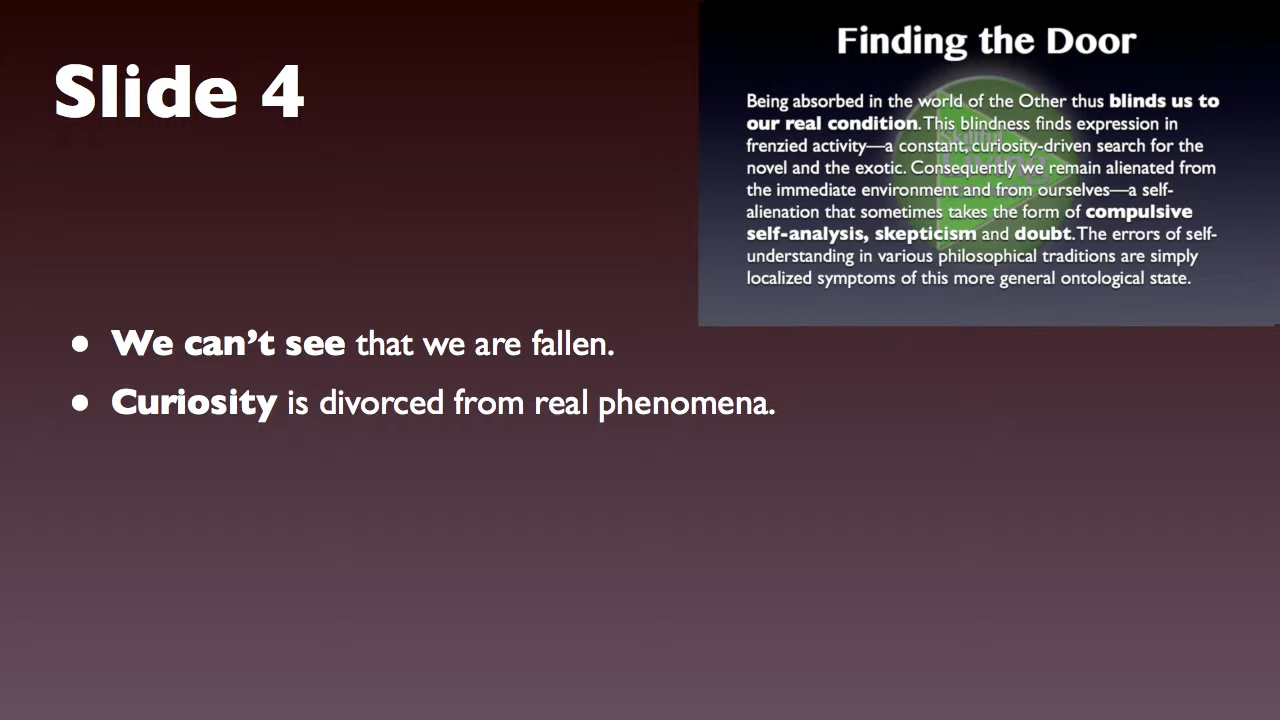 Slide 4
Finding the Door
Being absorbed in the world of the Other thus blinds us to
our real condition. This blindness finds expression in
frenzied activity—a constant, curiosity-driven search for the
novel and the exotic. Consequently we remain alienated from
the immediate environment and from ourselves—a self-
alienation that sometimes takes the form of compulsive
self-analysis, skepticism and doubt. The errors of self-
understanding in various philosophical traditions are simply
localized symptoms of this more general ontological state.
Skillful
Living
• We can’t see that we are fallen.
• Curiosity is divorced from real phenomena.